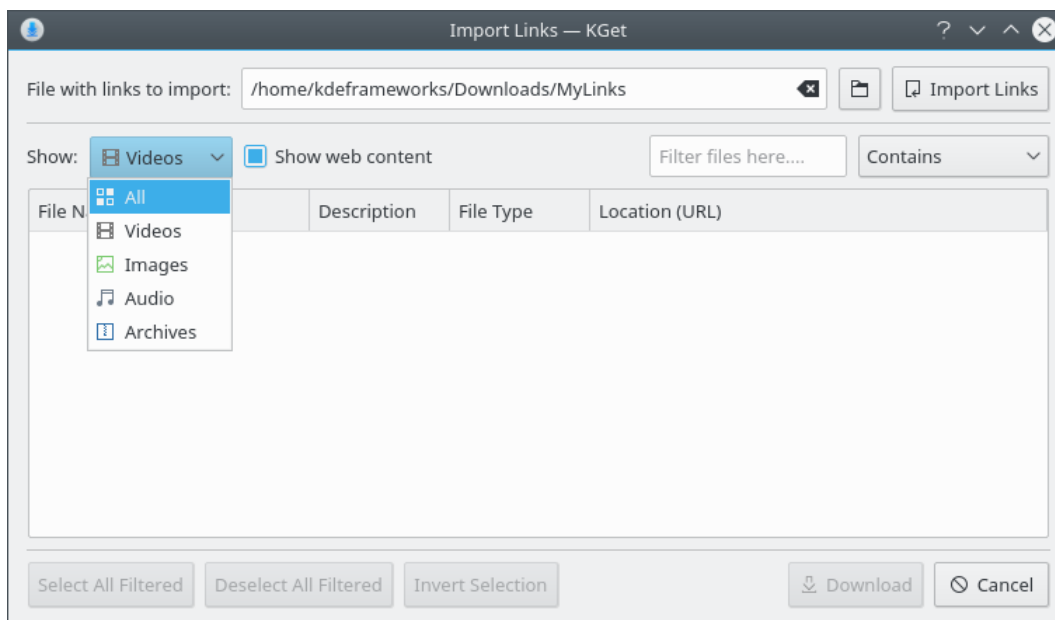 Import Links — KGet
File with links to import: /home/kdeframeworks/Downloads/MyLinks Import Links
Show: Videos Show web content Filter files here.... Contains
File N Description File Type Location (URL)
All
Videos
Images
Audio
Archives
Select All Filtered Deselect All Filtered Invert Selection Download Cancel